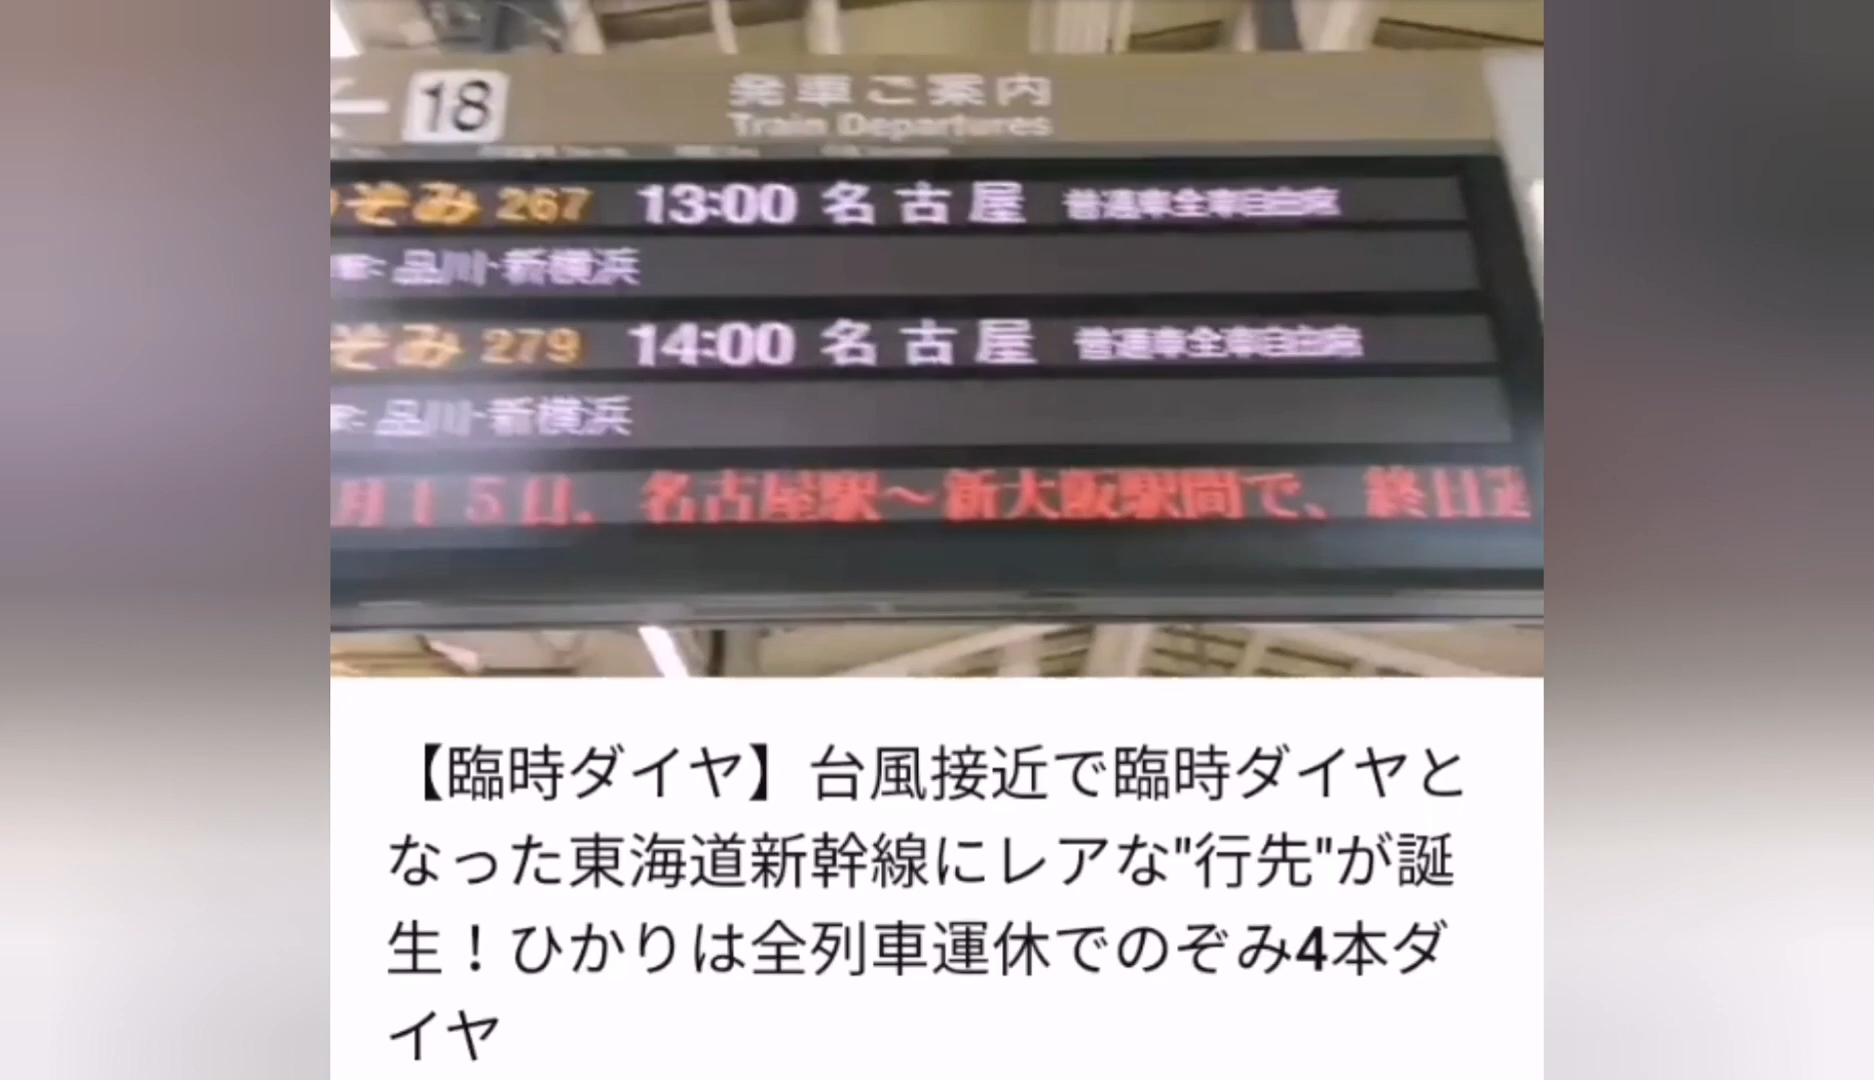 18
発車ご案内
Train Departures
ぞみ 267 13:00 名古屋 普通車全車自由席
品川・新横浜
ぞみ 279 14:00 名古屋 普通車全車自由席
品川・新横浜
月15日、名古屋駅〜新大阪駅間で、終日運
【臨時ダイヤ】台風接近で臨時ダイヤと
なった東海道新幹線にレアな"行先"が誕
生！ひかりは全列車運休でのぞみ4本ダ
イヤ